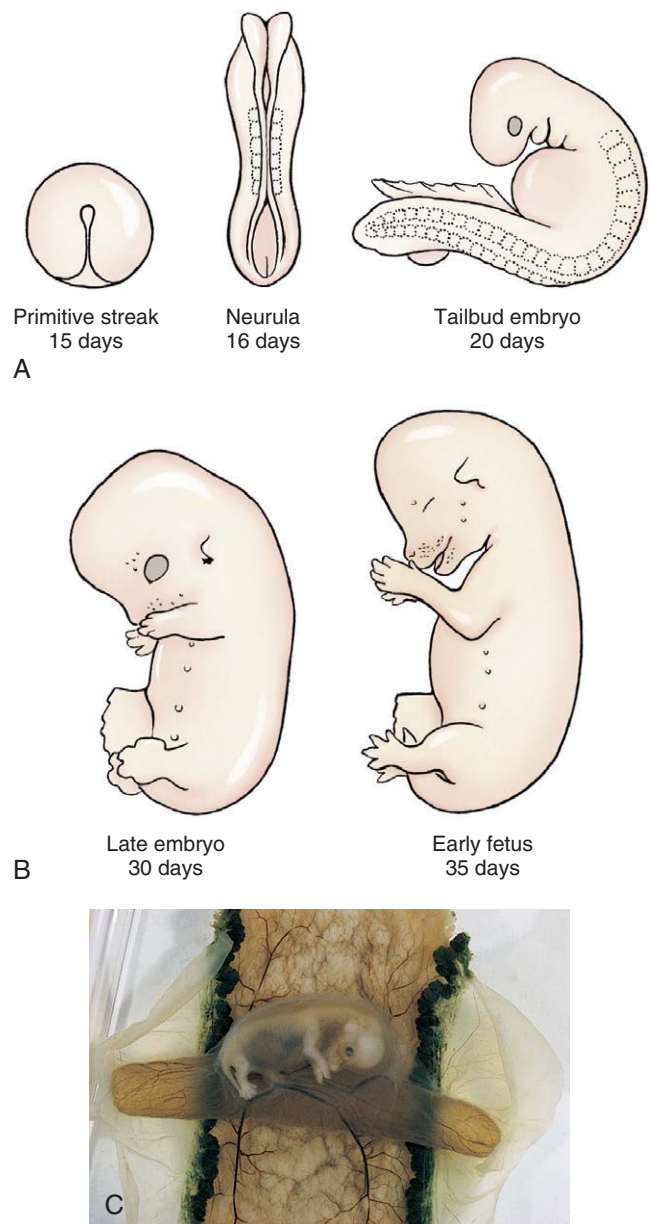 Primitive streak
15 days
Neurula
16 days
Tailbud embryo
20 days
A
Late embryo
30 days
Early fetus
35 days
B
C